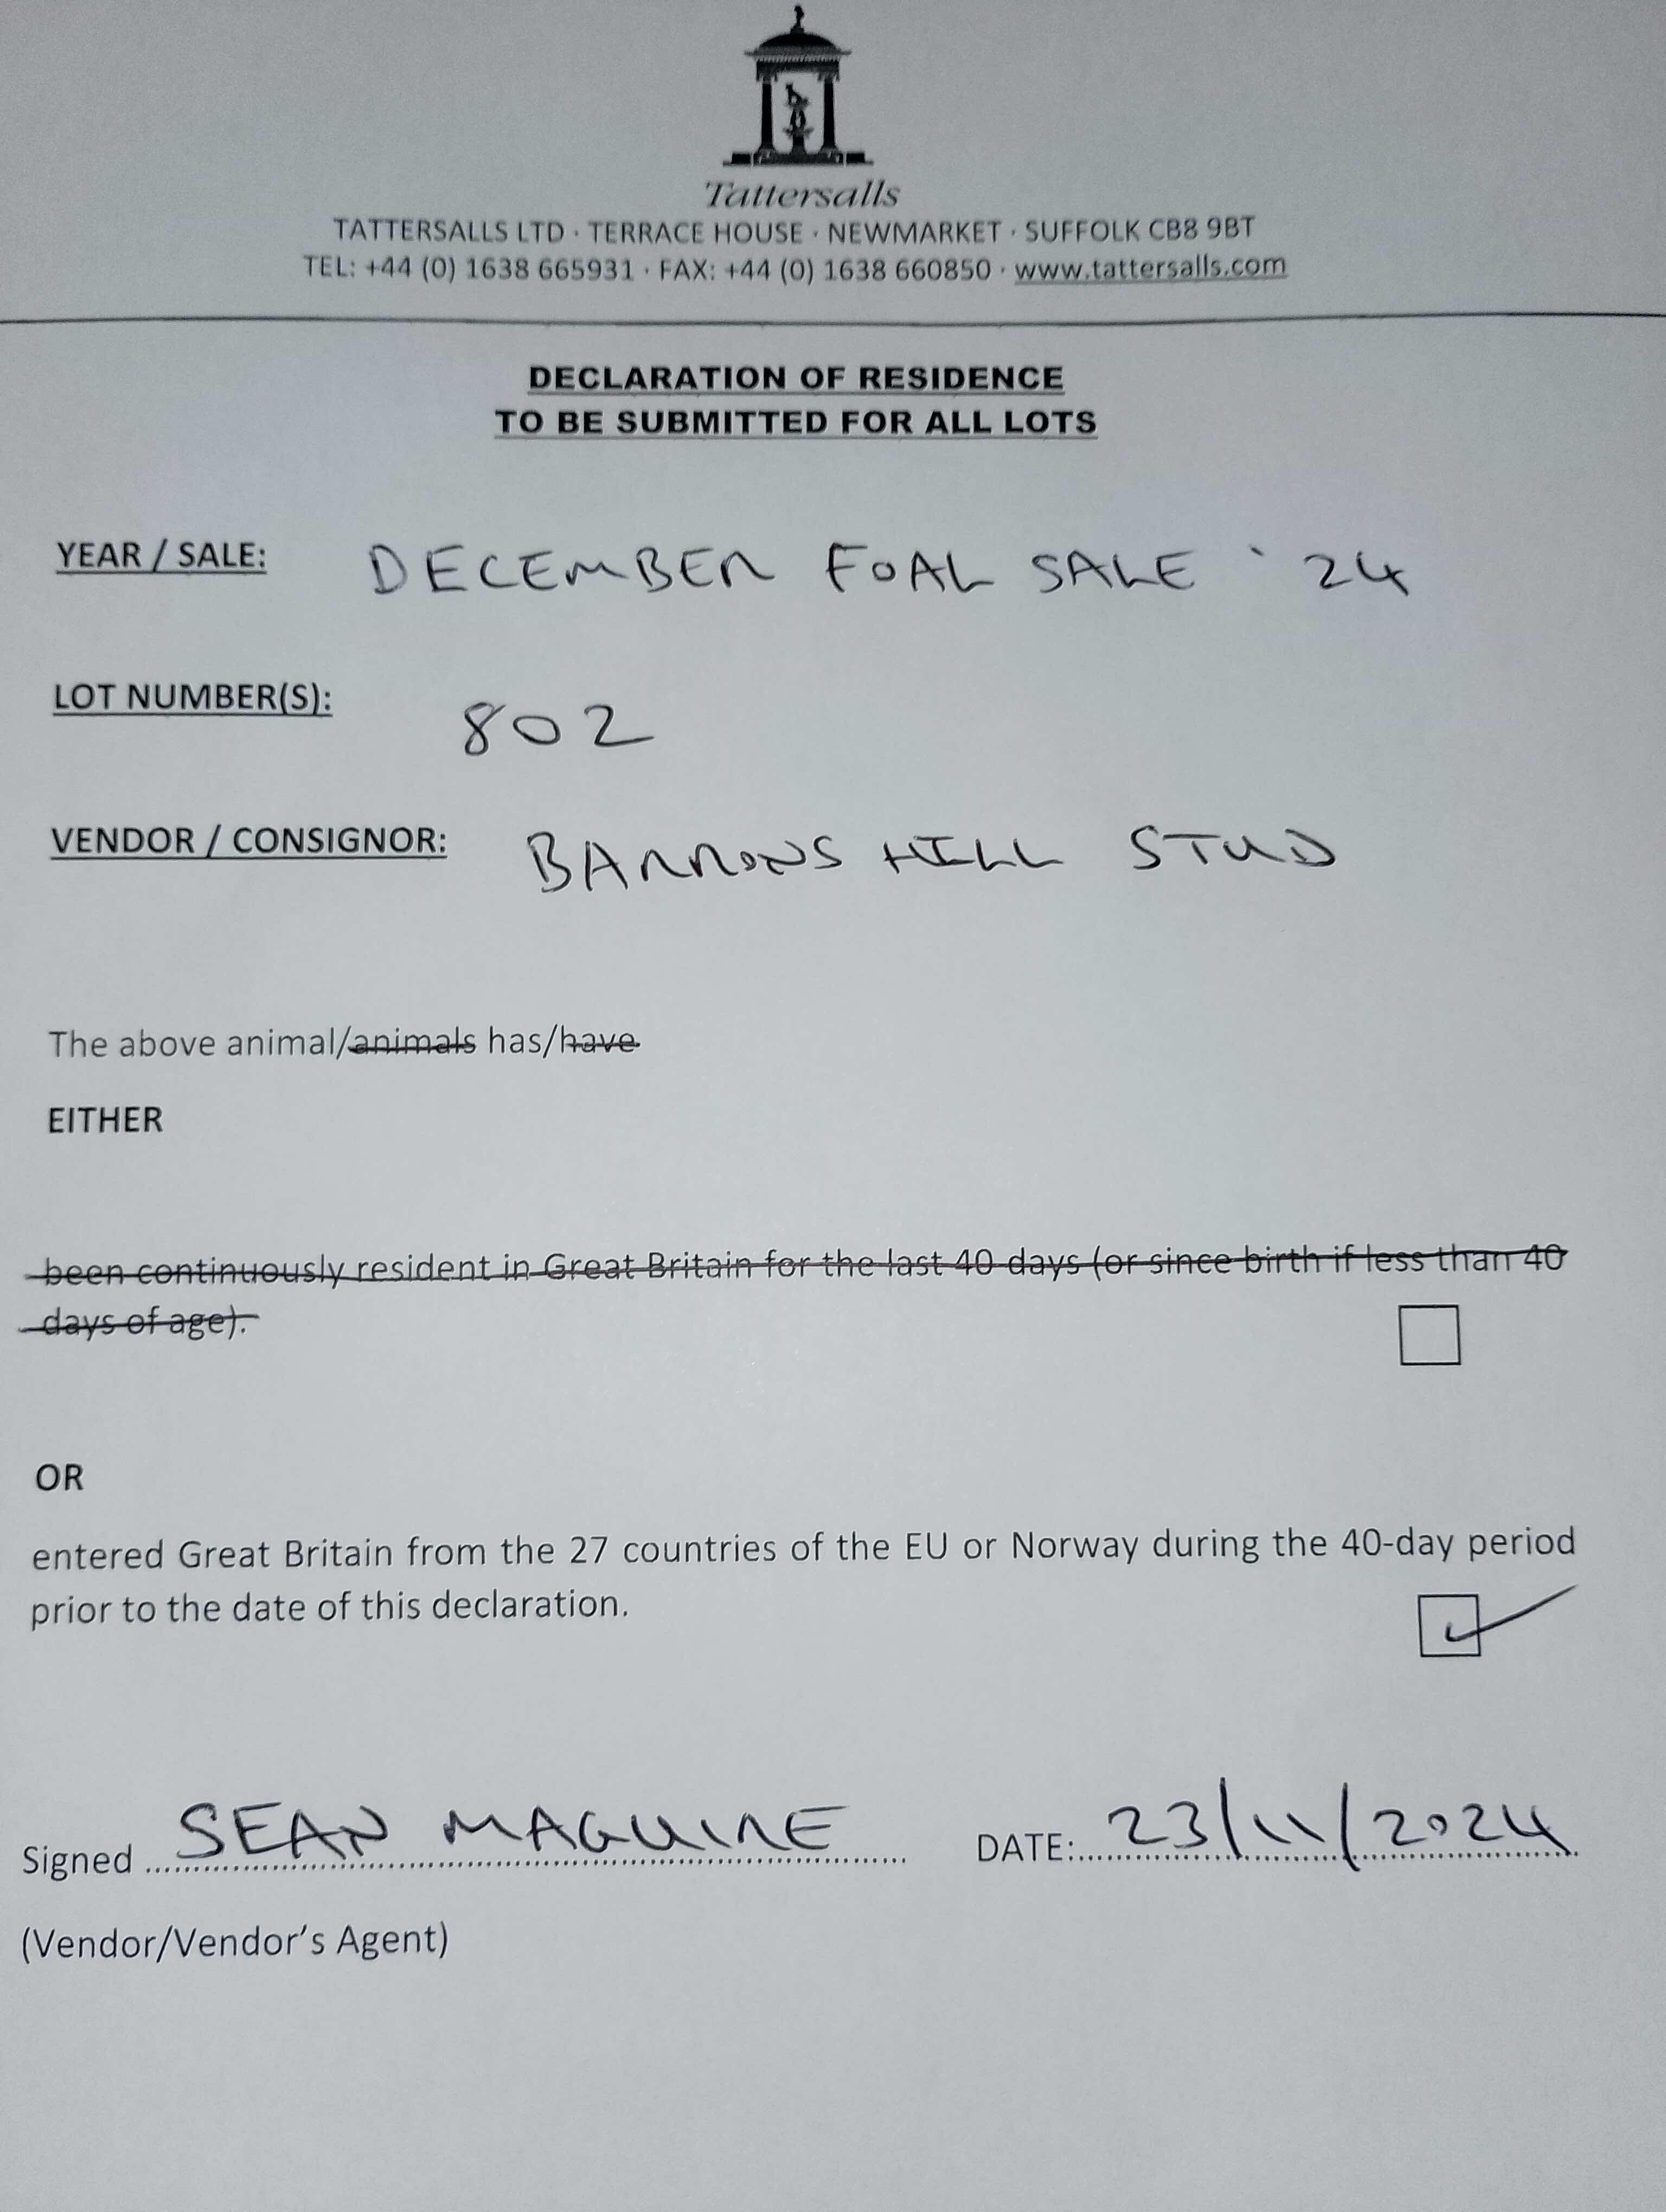 Tattersalls
TATTERSALLS LTD · TERRACE HOUSE · NEWMARKET · SUFFOLK CB8 9BT
TEL: +44 (0) 1638 665931 · FAX: +44 (0) 1638 660850 · www.tattersalls.com
DECLARATION OF RESIDENCE
TO BE SUBMITTED FOR ALL LOTS
YEAR / SALE: DECEMBER FOAL SALE '24
LOT NUMBER(S): 802
VENDOR / CONSIGNOR: BARRONS HILL STUD
The above animal/animals has/have
EITHER
been continuously resident in Great Britain for the last 40 days (or since birth if less than 40
days of age).
OR
entered Great Britain from the 27 countries of the EU or Norway during the 40-day period
prior to the date of this declaration.
Signed SEAN MAGUIRE DATE: 23/11/2024
(Vendor/Vendor's Agent)